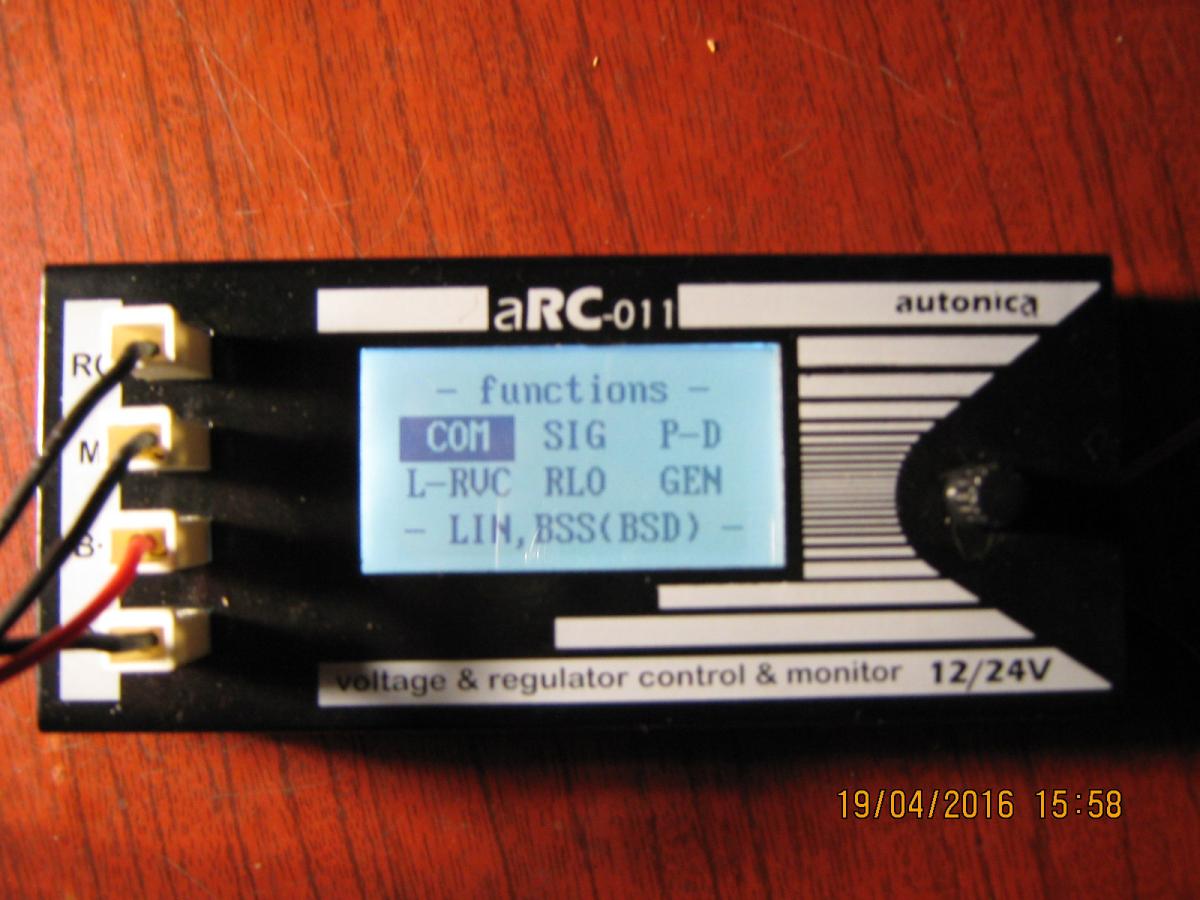 aRC-011
autonica
- functions -
COM SIG P-D
L-RVC RLO GEN
- LIN,BSS(BSD) -
M
voltage & regulator control & monitor 12/24V
19/04/2016 15:58